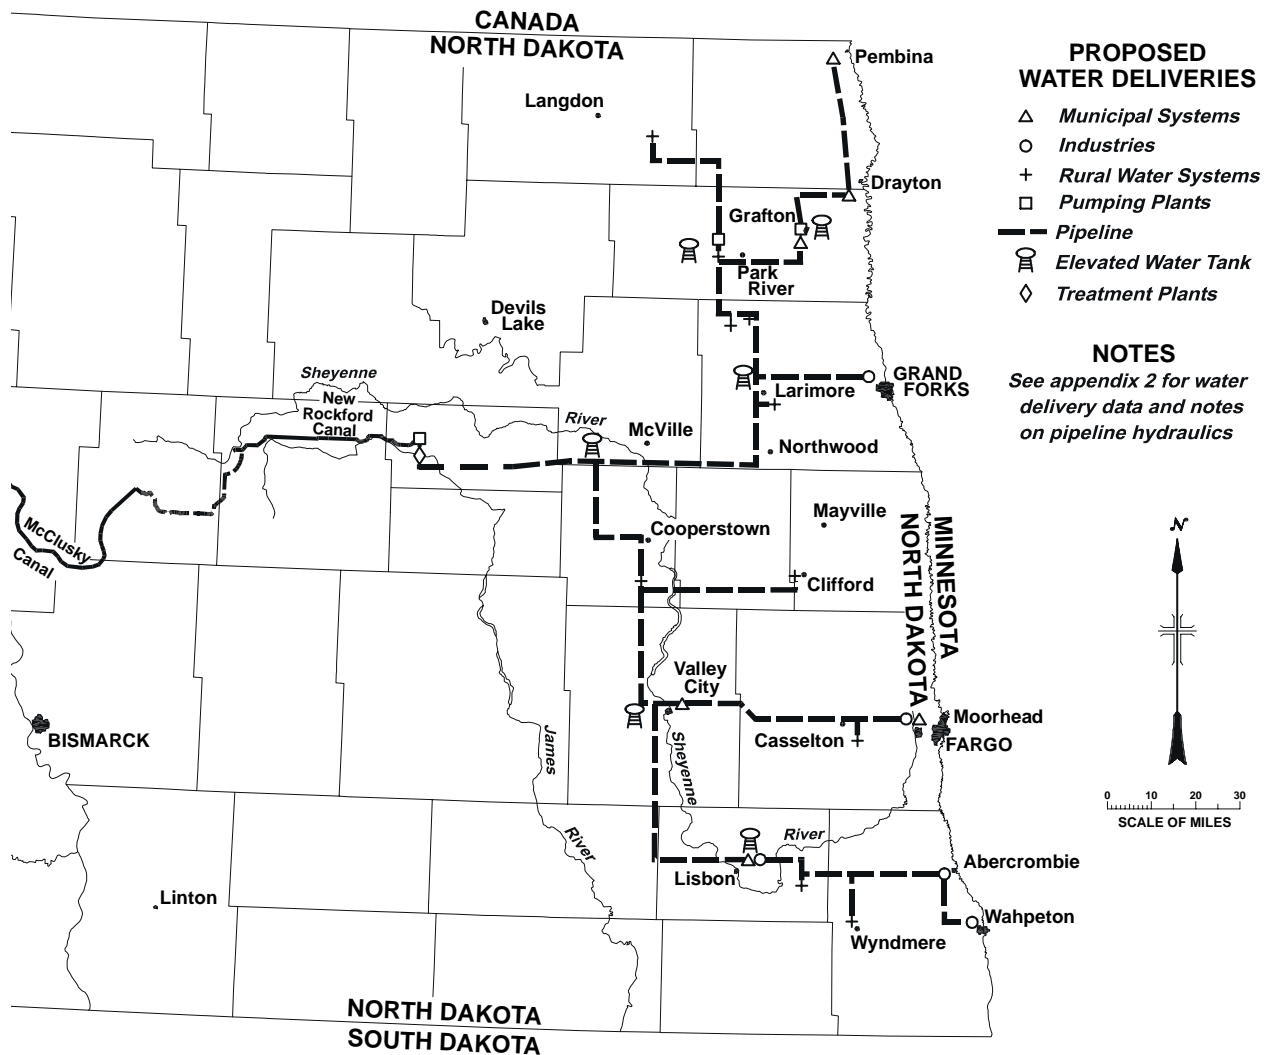 CANADA
NORTH DAKOTA
Pembina
Langdon
Drayton
Grafton
Park
River
Devils
Lake
Sheyenne
New
Rockford
Canal
River
McVille
GRAND
FORKS
Larimore
Northwood
McClusky
Canal
Cooperstown
Mayville
Clifford
MINNESOTA
NORTH DAKOTA
Valley
City
BISMARCK
James
Sheyenne
Casselton
Moorhead
FARGO
River
River
Lisbon
Abercrombie
Wahpeton
Linton
Wyndmere
NORTH DAKOTA
SOUTH DAKOTA
PROPOSED
WATER DELIVERIES
Municipal Systems
Industries
Rural Water Systems
Pumping Plants
Pipeline
Elevated Water Tank
Treatment Plants
NOTES
See appendix 2 for water
delivery data and notes
on pipeline hydraulics
N
0 10 20 30
SCALE OF MILES